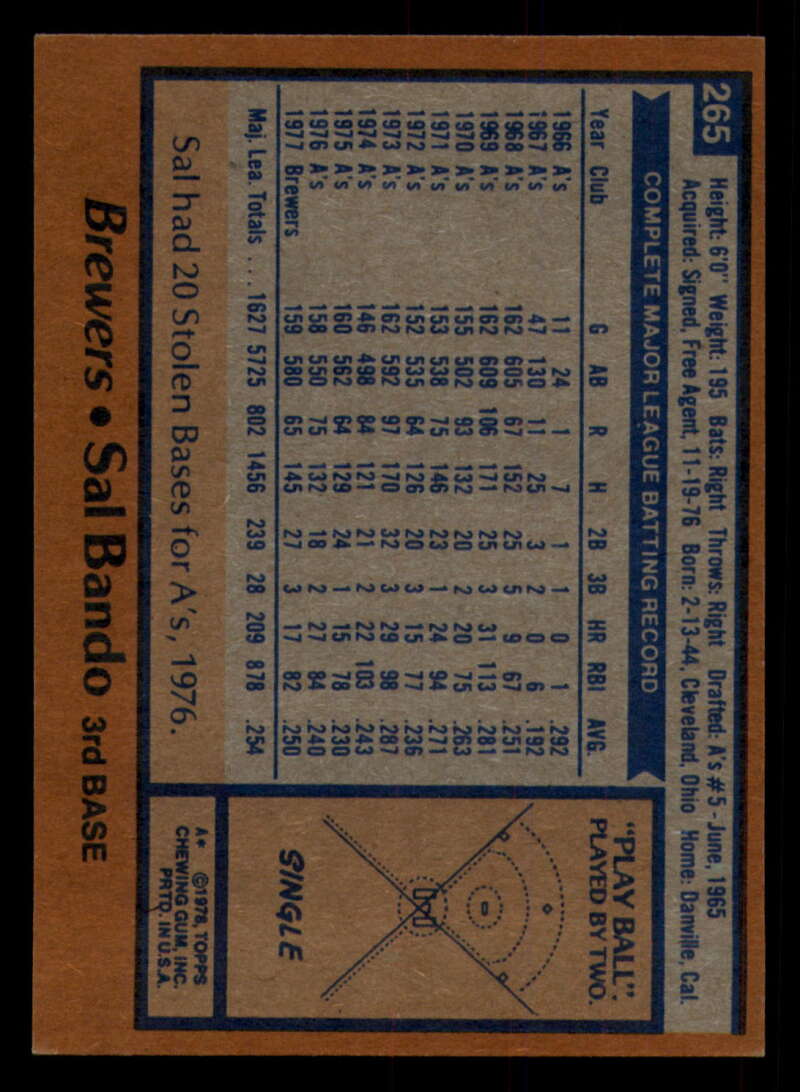 265
Height: 6'0" Weight: 195 Bats: Right Throws: Right Drafted: A's #5 - June, 1965
Acquired: Signed, Free Agent, 11-19-76 Born: 2-13-44, Cleveland, Ohio Home: Danville, Cal.
COMPLETE MAJOR LEAGUE BATTING RECORD
Year Club G AB R H 2B 3B HR RBI AVG.
1966 A's 11 24 1 7 1 1 0 1 .292
1967 A's 47 130 11 25 3 2 0 6 .192
1968 A's 162 605 67 152 25 5 9 67 .251
1969 A's 162 609 106 171 25 3 31 113 .281
1970 A's 155 502 93 132 20 2 20 75 .263
1971 A's 153 538 75 146 23 1 24 94 .271
1972 A's 152 535 64 126 20 3 15 77 .236
1973 A's 162 592 97 170 32 3 29 98 .287
1974 A's 146 498 84 121 21 2 22 103 .243
1975 A's 160 562 64 129 24 1 15 78 .230
1976 A's 158 550 75 132 18 2 27 84 .240
1977 Brewers 159 580 65 145 27 3 17 82 .250
Maj. Lea. Totals . . . 1627 5725 802 1456 239 28 209 878 .254
Sal had 20 Stolen Bases for A's, 1976.
"PLAY BALL"
PLAYED BY TWO.
SINGLE
A* ©1978, TOPPS
CHEWING GUM, INC.
PRTD. IN U.S.A.
Brewers • Sal Bando 3rd BASE